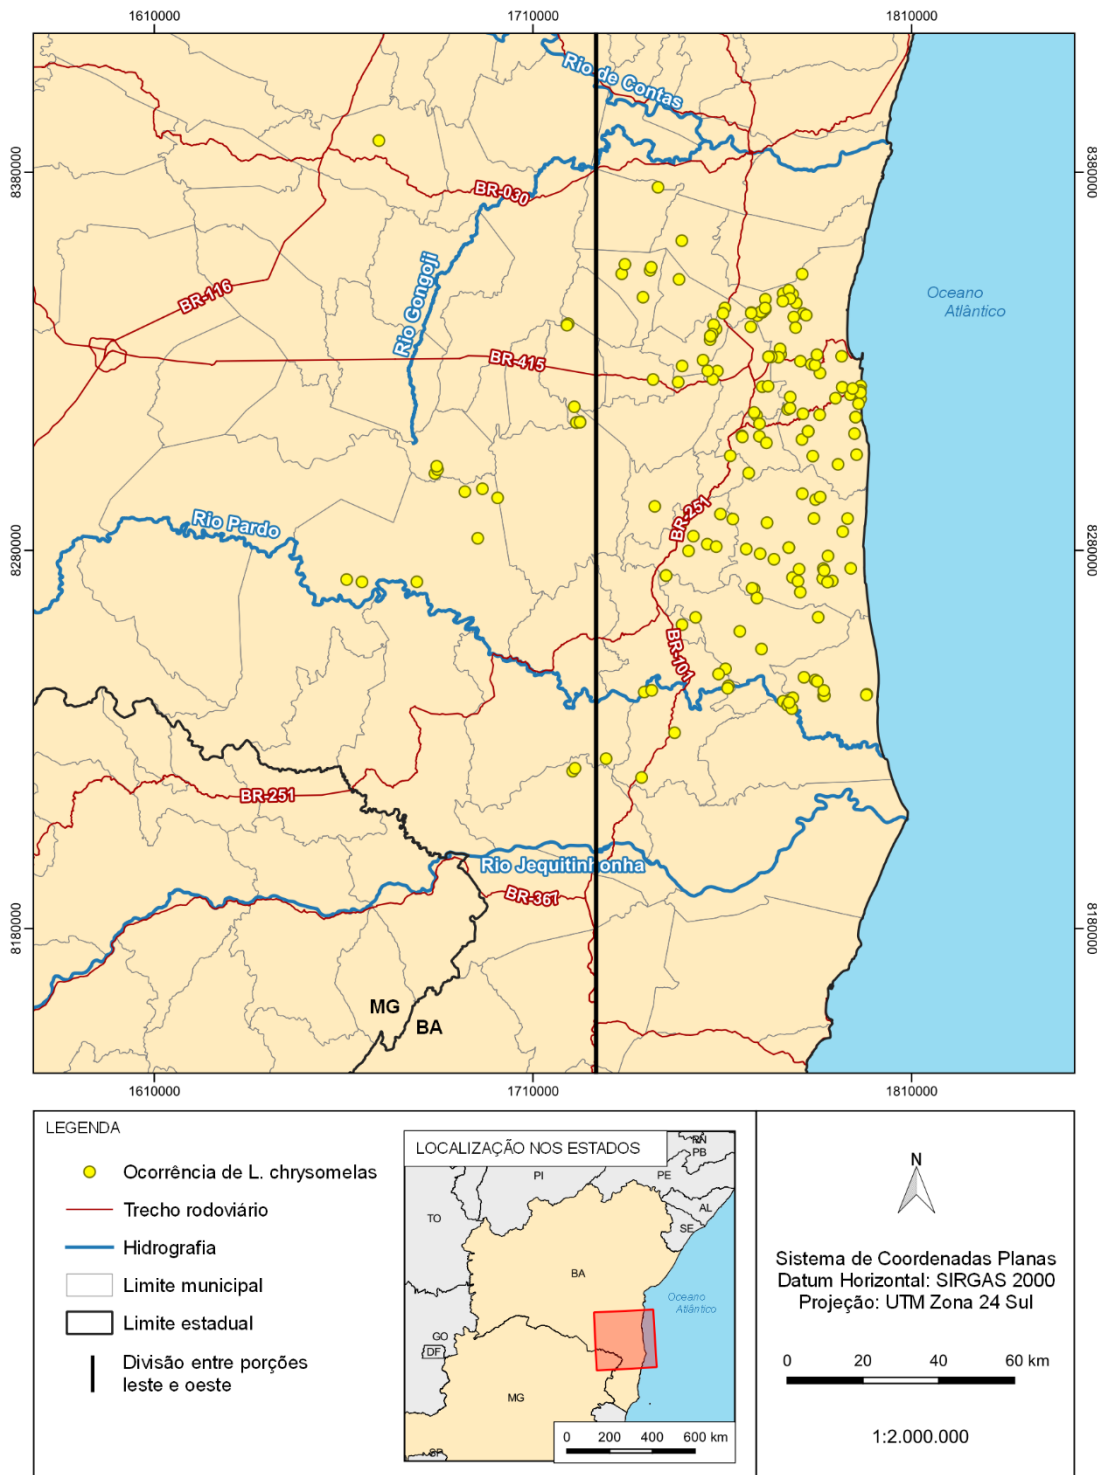 1610000
1710000
1810000
Rio de Contas
8380000
8380000
BR-030
Rio Gongoji
BR-116
Oceano
Atlântico
BR-415
Rio Pardo
BR-251
8280000
8280000
BR-101
BR-251
Rio Jequitinhonha
BR-367
8180000
8180000
MG
BA
1610000
1710000
1810000
LEGENDA
Ocorrência de L. chrysomelas
Trecho rodoviário
Hidrografia
Limite municipal
Limite estadual
Divisão entre porções
leste e oeste
LOCALIZAÇÃO NOS ESTADOS
RN
PB
PI
PE
AL
SE
TO
BA
Oceano
Atlântico
GO
DF
MG
SP
0 200 400 600 km
N
Sistema de Coordenadas Planas
Datum Horizontal: SIRGAS 2000
Projeção: UTM Zona 24 Sul
0 20 40 60 km
1:2.000.000